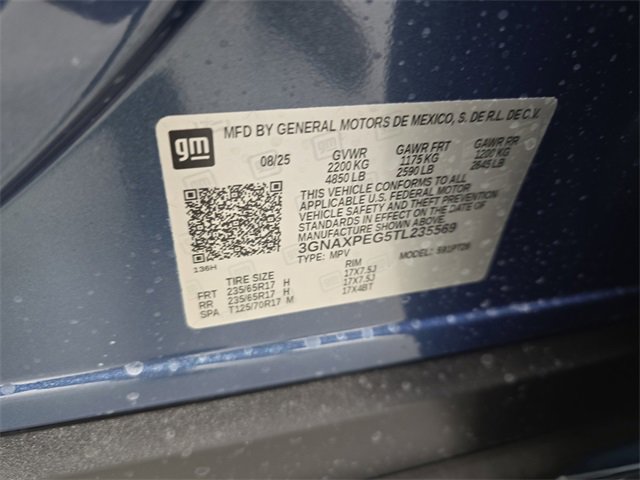 gm
MFD BY GENERAL MOTORS DE MEXICO, S. DE R.L. DE C.V.
08/25 GVWR GAWR FRT GAWR RR
2200 KG 1175 KG 1290 KG
4850 LB 2590 LB 2845 LB
THIS VEHICLE CONFORMS TO ALL
APPLICABLE U.S. FEDERAL MOTOR
VEHICLE SAFETY AND THEFT PREVENTION
STANDARDS IN EFFECT ON THE DATE OF
MANUFACTURE SHOWN ABOVE.
3GNAXPEG5TL235569
136H TYPE: MPV MODEL:
TIRE SIZE RIM
FRT 235/65R17 H 17X7.5J
RR 235/65R17 H 17X7.5J
SPA T125/70R17 M 17X4BT